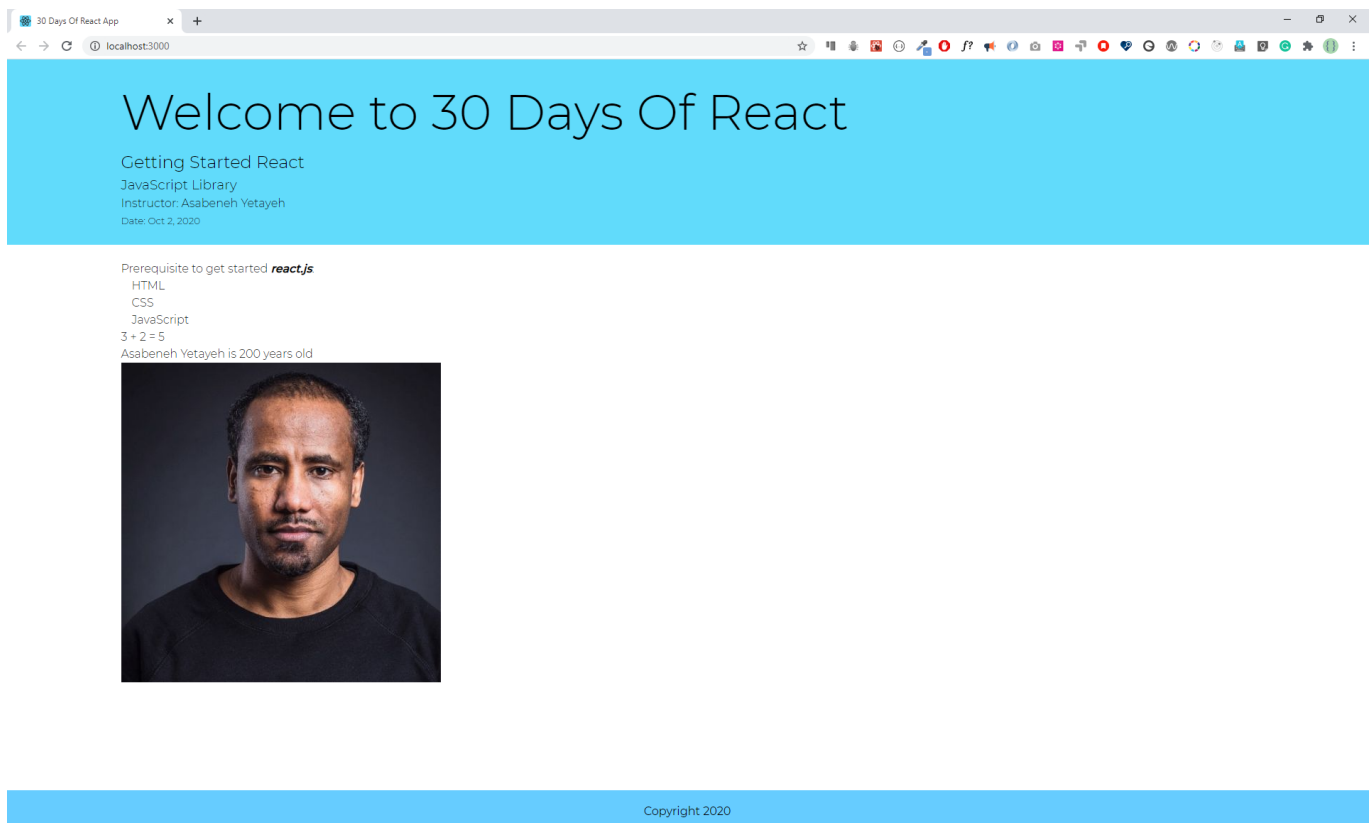 30 Days Of React App
localhost:3000
Welcome to 30 Days Of React
Getting Started React
JavaScript Library
Instructor: Asabeneh Yetayeh
Date: Oct 2, 2020
Prerequisite to get started react.js:
HTML
CSS
JavaScript
3 + 2 = 5
Asabeneh Yetayeh is 200 years old
Copyright 2020